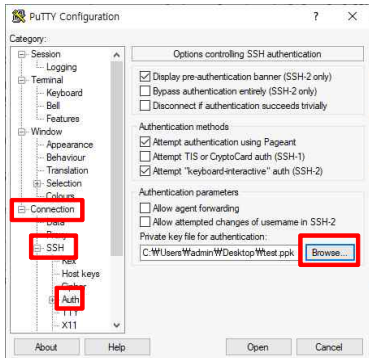 PuTTY Configuration ? ×
Category:
Session
Logging
Terminal
Keyboard
Bell
Features
Window
Appearance
Behaviour
Translation
Selection
Colours
Connection
Data
Proxy
SSH
Kex
Host keys
Cipher
Auth
TTY
X11
Options controlling SSH authentication
Display pre-authentication banner (SSH-2 only)
Bypass authentication entirely (SSH-2 only)
Disconnect if authentication succeeds trivially
Authentication methods
Attempt authentication using Pageant
Attempt TIS or CryptoCard auth (SSH-1)
Attempt "keyboard-interactive" auth (SSH-2)
Authentication parameters
Allow agent forwarding
Allow attempted changes of username in SSH-2
Private key file for authentication:
C:₩Users₩admin₩Desktop₩test.ppk Browse...
About Help Open Cancel